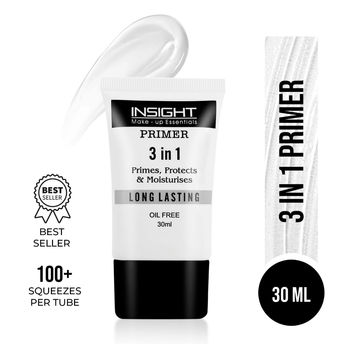 INSIGHT
Make-up Essentials
PRIMER
3 in 1
Primes, Protects
& Moisturises
LONG LASTING
OIL FREE
30ml
BEST
SELLER
BEST
SELLER
100+
SQUEEZES
PER TUBE
3 IN 1 PRIMER
30 ML